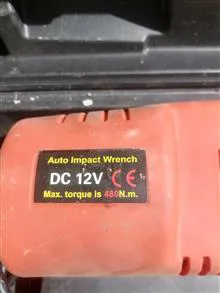 Auto Impact Wrench
DC 12V CE
Max. torque is 480N.m.